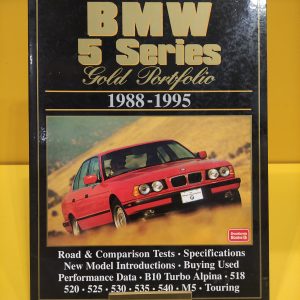 BMW
5 Series
Gold Portfolio
1988-1995
Road & Comparison Tests • Specifications
New Model Introductions • Buying Used
Performance Data • B10 Turbo Alpina • 518
520 • 525 • 530 • 535 • 540 • M5 • Touring